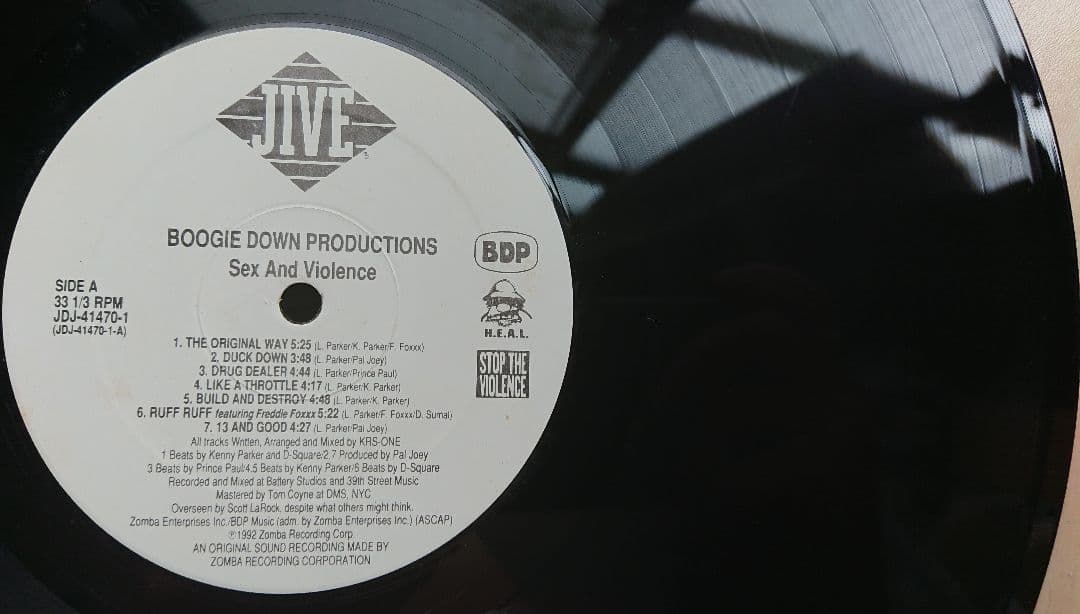 JIVE
BOOGIE DOWN PRODUCTIONS
Sex And Violence
BDP
H.E.A.L.
STOP THE
VIOLENCE
SIDE A
33 1/3 RPM
JDJ-41470-1
(JDJ-41470-1-A)
1. THE ORIGINAL WAY 5:25 (L. Parker/K. Parker/F. Foxxx)
2. DUCK DOWN 3:48 (L. Parker/Pal Joey)
3. DRUG DEALER 4:44 (L. Parker/Prince Paul)
4. LIKE A THROTTLE 4:17 (L. Parker/K. Parker)
5. BUILD AND DESTROY 4:48 (L. Parker/K. Parker)
6. RUFF RUFF featuring Freddie Foxxx 5:22 (L. Parker/F. Foxxx/D. Sumal)
7. 13 AND GOOD 4:27 (L. Parker/Pal Joey)
All tracks Written, Arranged and Mixed by KRS-ONE
1 Beats by Kenny Parker and D-Square/2,7 Produced by Pal Joey
3 Beats by Prince Paul/4,5 Beats by Kenny Parker/6 Beats by D-Square
Recorded and Mixed at Battery Studios and 39th Street Music
Mastered by Tom Coyne at DMS, NYC
Overseen by Scott LaRock, despite what others might think.
Zomba Enterprises Inc./BDP Music (adm. by Zomba Enterprises Inc.) (ASCAP)
℗1992 Zomba Recording Corp.
AN ORIGINAL SOUND RECORDING MADE BY
ZOMBA RECORDING CORPORATION